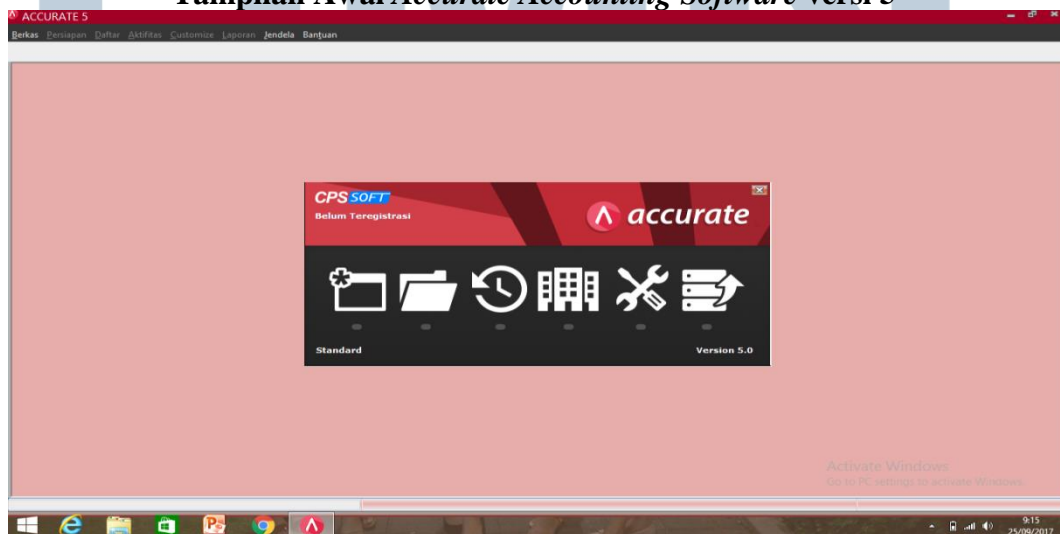 Tampilan Awal Accurate Accounting Software Versi 5
ACCURATE 5
Berkas Persiapan Daftar Aktifitas Customize Laporan Jendela Bantuan
CPSSOFT
Belum Teregistrasi
accurate
Standard
Version 5.0
Activate Windows
Go to PC settings to activate Windows.
9:15
25/09/2017